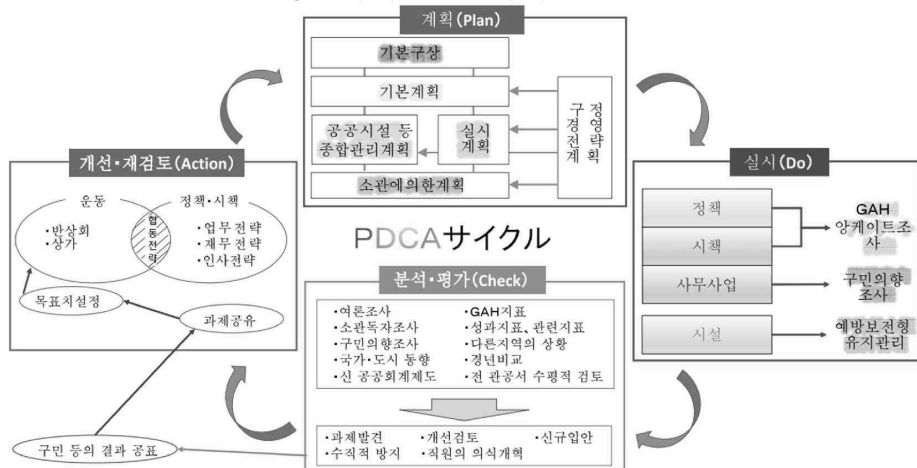 계획(Plan)
기본구상
기본계획
공공시설 등
종합관리계획
실시
계획
구정
경영
전략
계획
소관에의한계획
개선·재검토(Action)
운동
·반상회
·상가
협동전략
정책·시책
·업무전략
·재무전략
·인사전략
목표치설정
과제공유
구민 등의 결과 공표
PDCAサイクル
실시(Do)
정책
시책
사무사업
시설
GAH
앙케이트조
사
구민의향
조사
예방보전형
유지관리
분석·평가(Check)
·여론조사
·소관독자조사
·구민의향조사
·국가·도시 동향
·신 공공회계제도
·GAH지표
·성과지표、관련지표
·다른지역의 상황
·경년비교
·전 관공서 수평적 검토
·과제발견 ·개선검토 ·신규입안
·수직적 방지 ·직원의 의식개혁